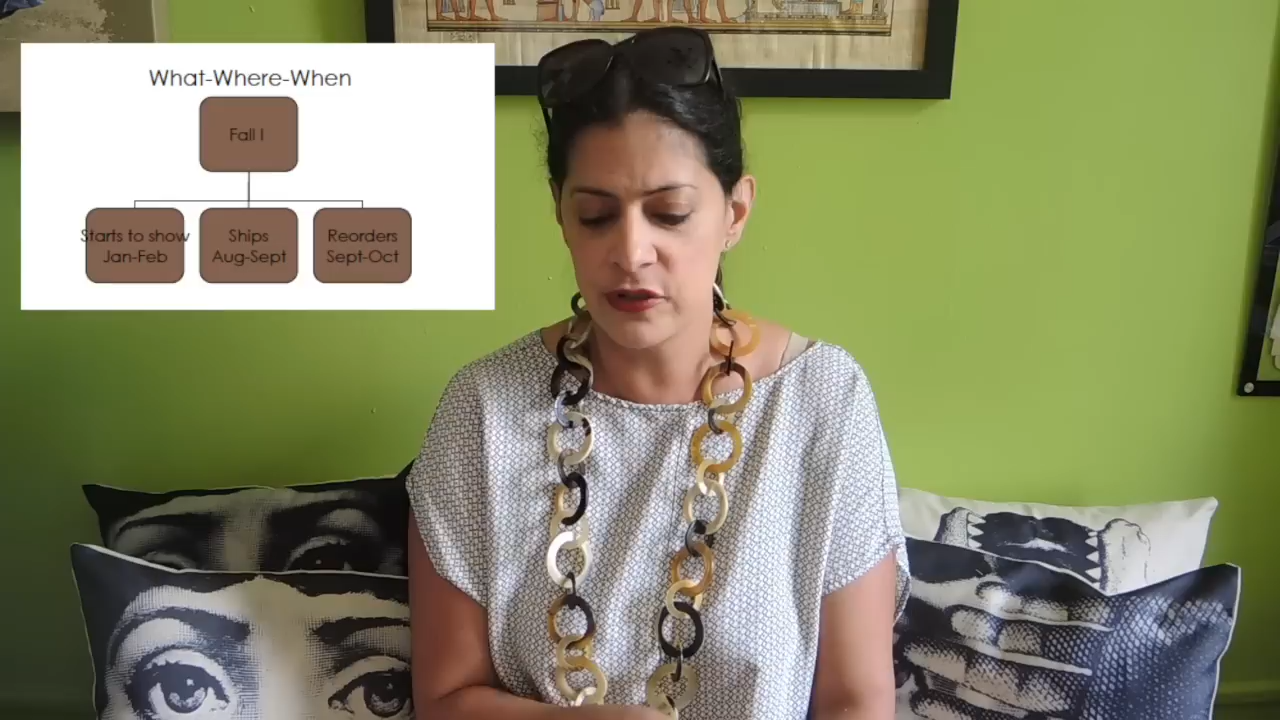 What-Where-When
Fall I
Starts to show
Jan-Feb
Ships
Aug-Sept
Reorders
Sept-Oct